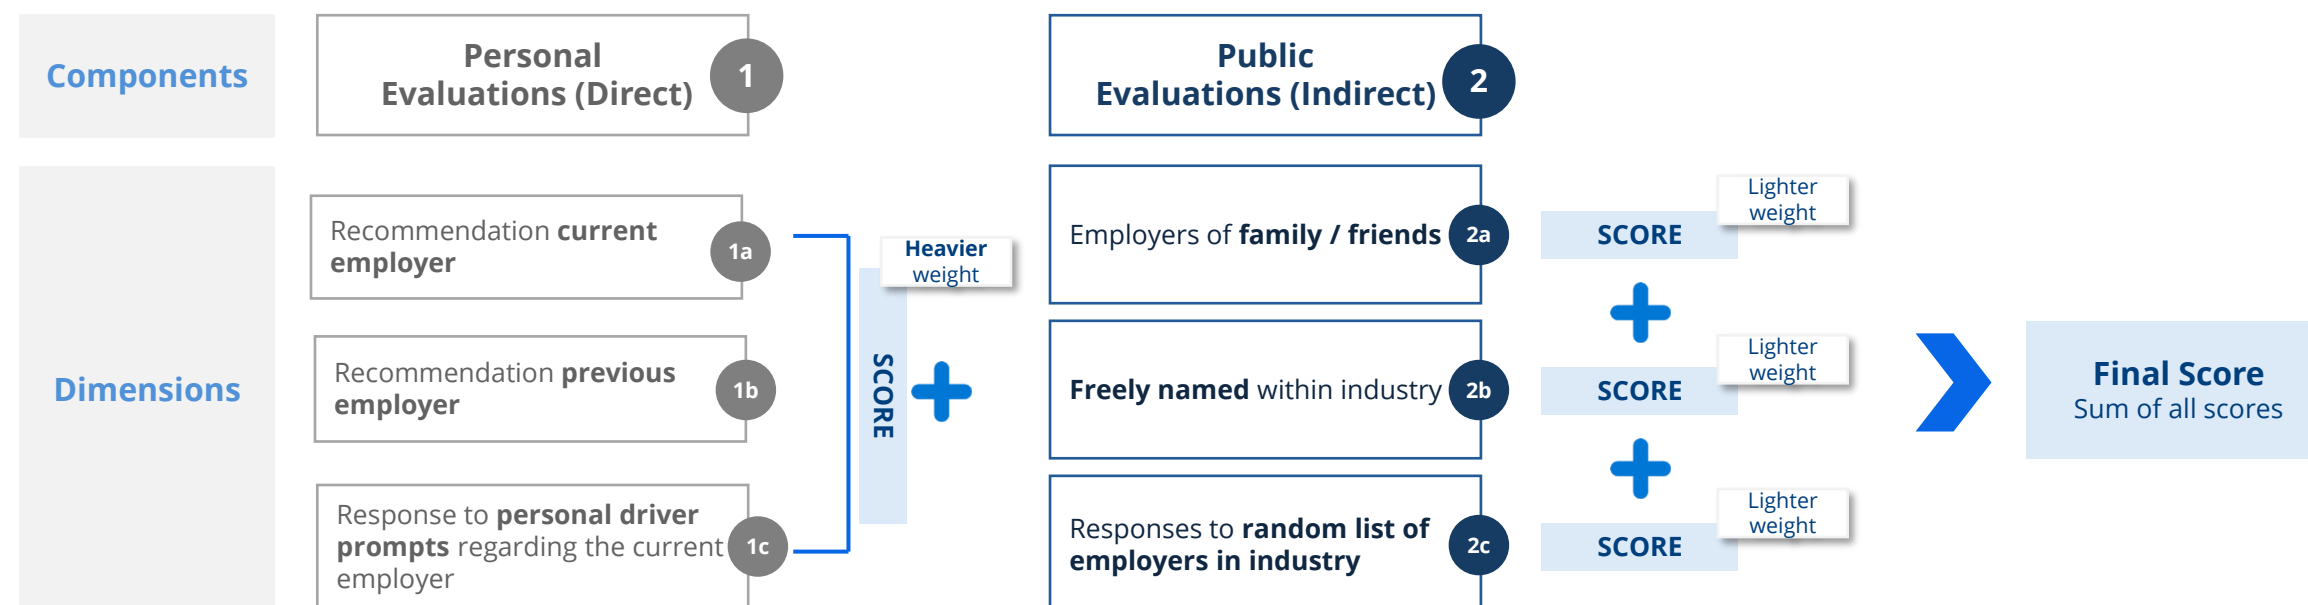 Components
Personal
Evaluations (Direct)
1
Public
Evaluations (Indirect)
2
Dimensions
Recommendation current
employer
1a
Recommendation previous
employer
1b
Response to personal driver
prompts regarding the current
employer
1c
SCORE
Heavier
weight
Employers of family / friends
2a
SCORE
Lighter
weight
Freely named within industry
2b
SCORE
Lighter
weight
Responses to random list of
employers in industry
2c
SCORE
Lighter
weight
Final Score
Sum of all scores